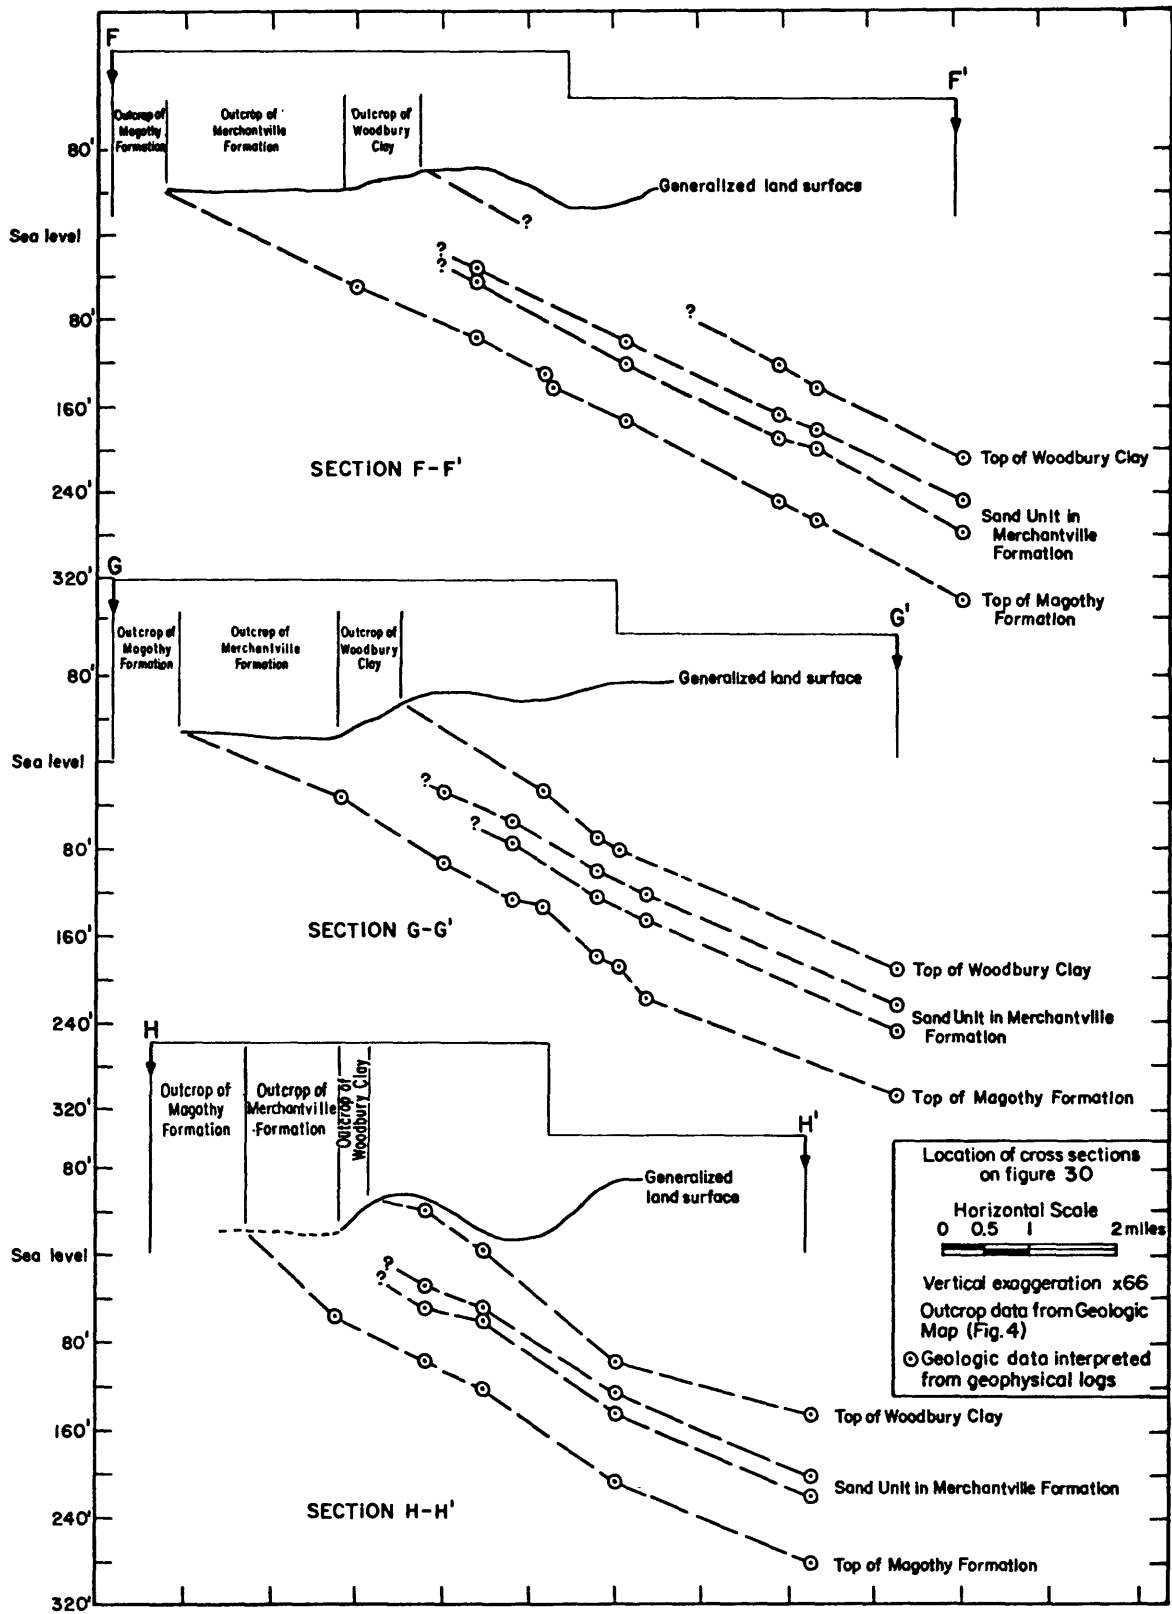 F
F'
Outcrop of
Magothy
Formation
Outcrop of
Merchantville
Formation
Outcrop of
Woodbury
Clay
80'
Generalized land surface
Sea level
?
?
?
?
80'
160'
240'
320'
SECTION F-F'
Top of Woodbury Clay
Sand Unit in
Merchantville
Formation
Top of Magothy
Formation
G
G'
Outcrop of
Magothy
Formation
Outcrop of
Merchantville
Formation
Outcrop of
Woodbury
Clay
80'
Generalized land surface
Sea level
?
?
80'
160'
240'
320'
SECTION G-G'
Top of Woodbury Clay
Sand Unit in Merchantville
Formation
Top of Magothy Formation
H
H'
Outcrop of
Magothy
Formation
Outcrop of
Merchantville
Formation
Outcrop of
Woodbury Clay
80'
Generalized
land surface
Sea level
?
?
80'
160'
240'
320'
SECTION H-H'
Top of Woodbury Clay
Sand Unit in Merchantville Formation
Top of Magothy Formation
Location of cross sections
on figure 30
Horizontal Scale
0 0.5 1 2 miles
Vertical exaggeration x66
Outcrop data from Geologic
Map (Fig. 4)
Geologic data interpreted
from geophysical logs